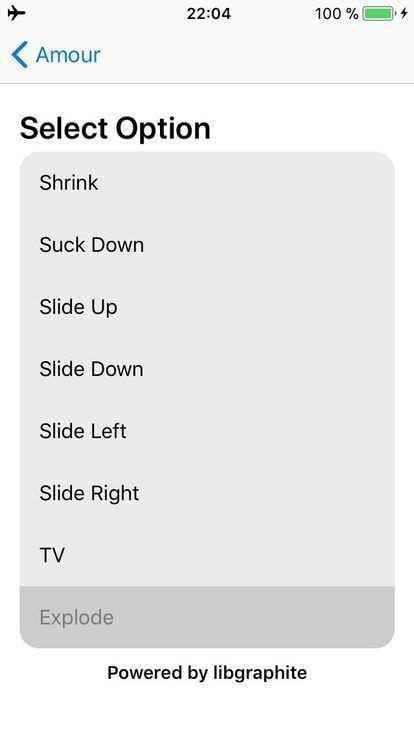 22:04
100 %
Amour
Select Option
Shrink
Suck Down
Slide Up
Slide Down
Slide Left
Slide Right
TV
Explode
Powered by libgraphite